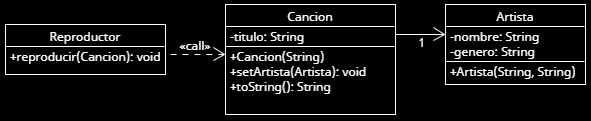 Reproductor
+reproducir(Cancion): void
«call»
Cancion
-titulo: String
+Cancion(String)
+setArtista(Artista): void
+toString(): String
1
Artista
-nombre: String
-genero: String
+Artista(String, String)